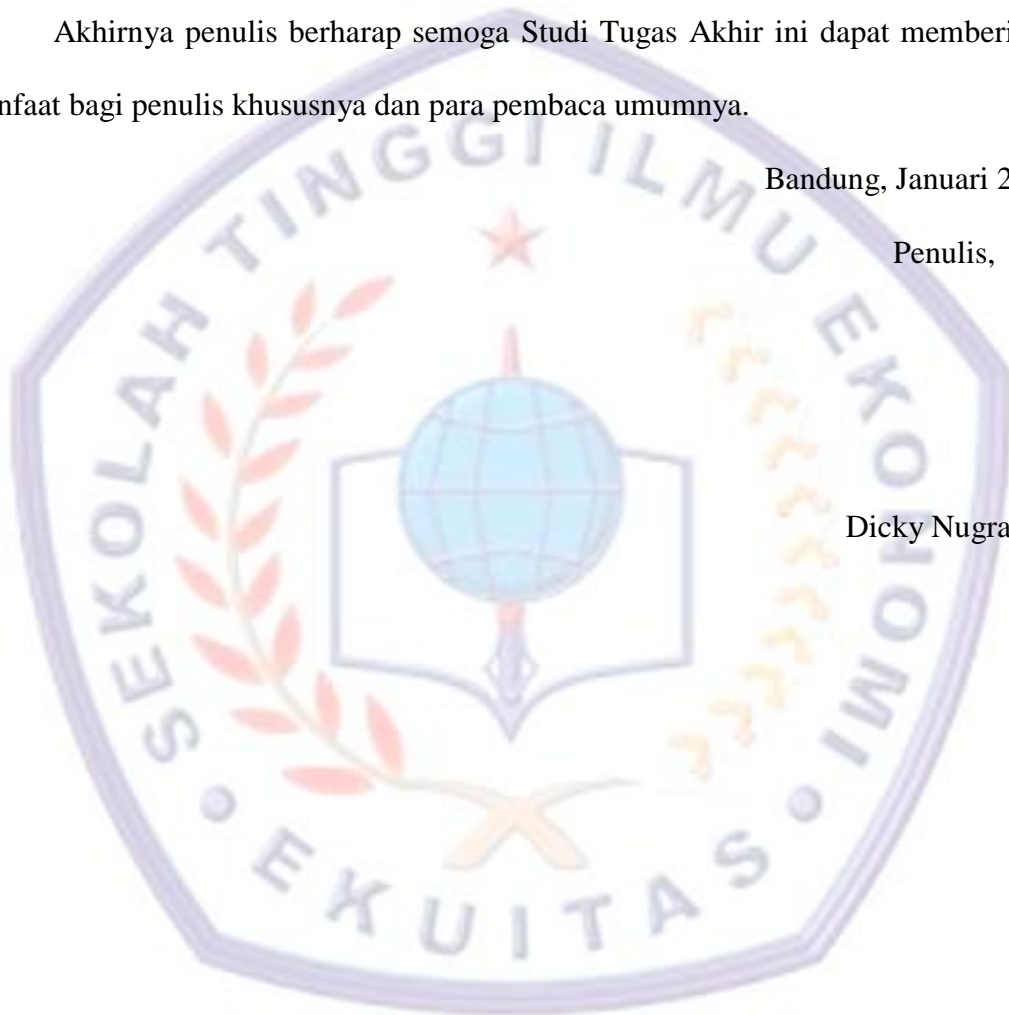 Akhirnya penulis berharap semoga Studi Tugas Akhir ini dapat memberi
nfaat bagi penulis khususnya dan para pembaca umumnya.
Bandung, Januari 2
Penulis,
Dicky Nugra
SEKOLAH TINGGI ILMU EKONOMI
EKUITAS